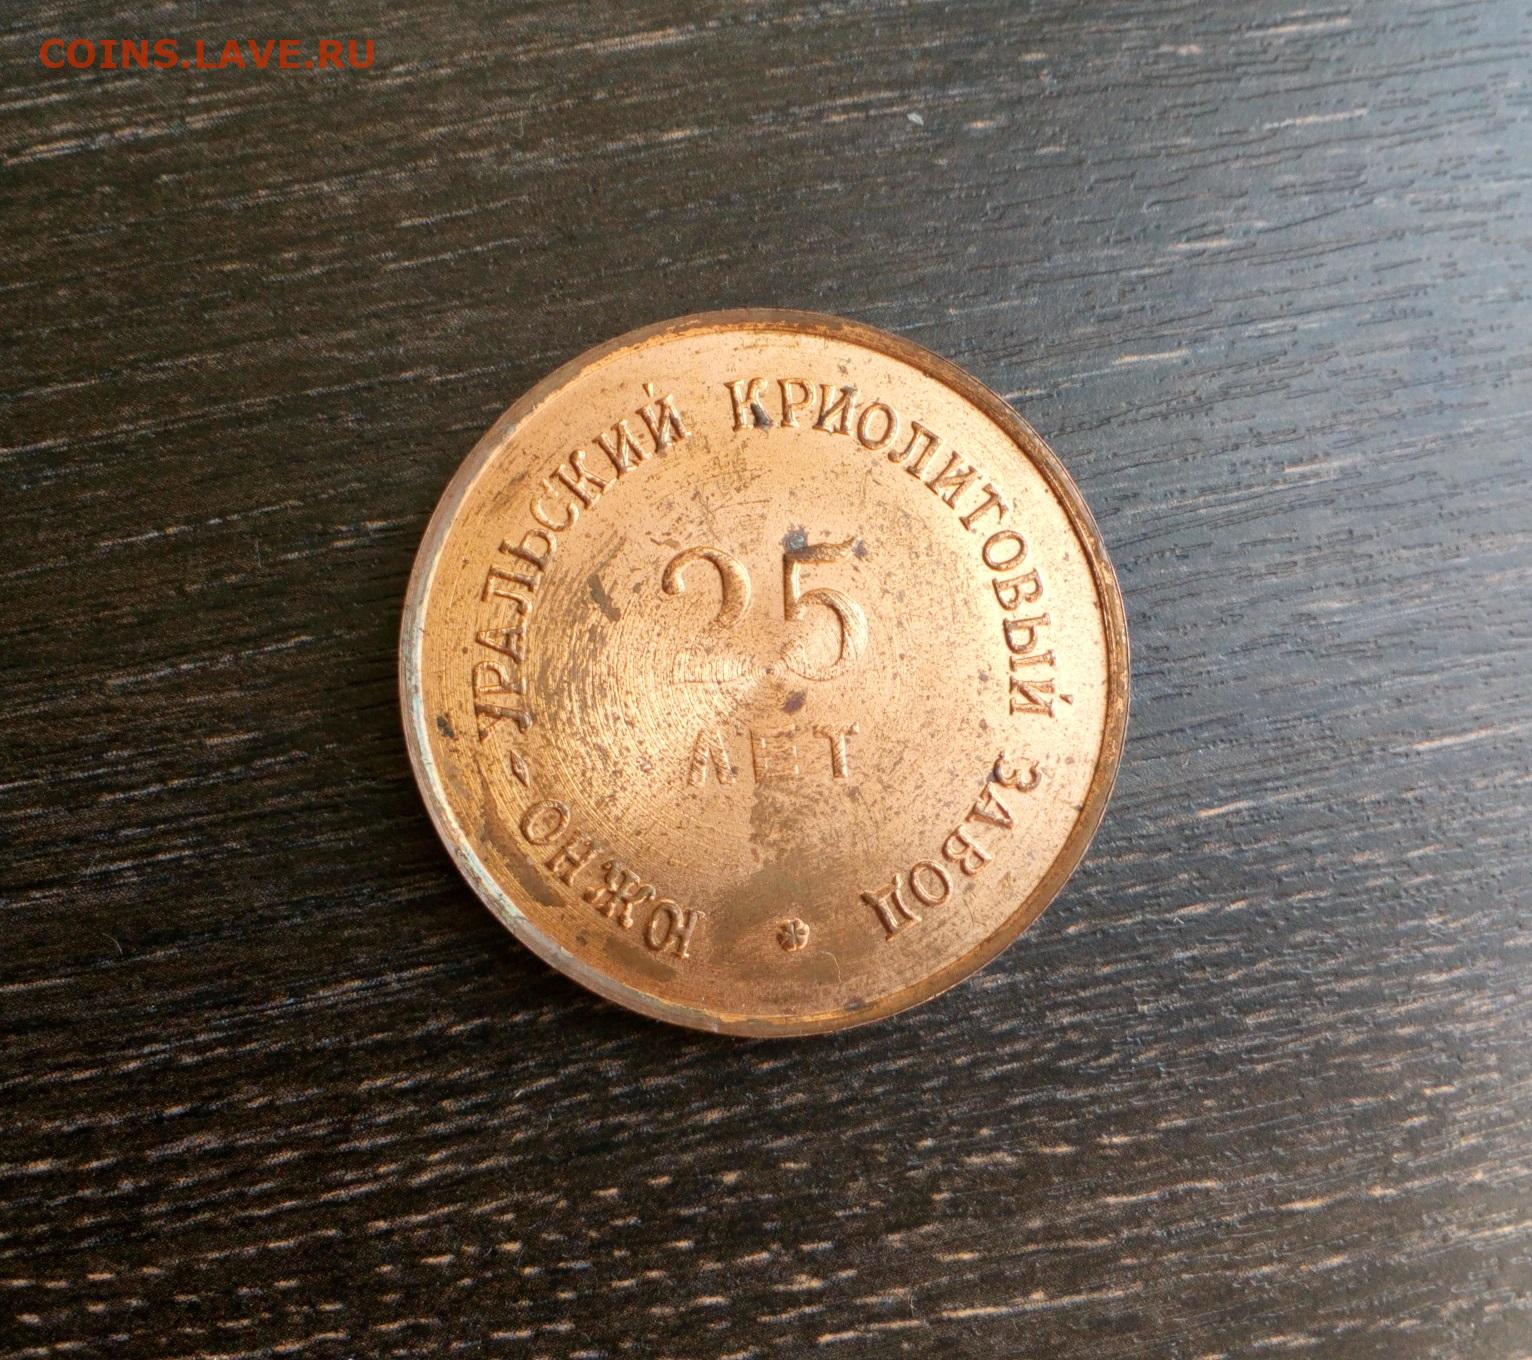 COINS.LAVE.RU
ЮЖНО-УРАЛЬСКИЙ КРИОЛИТОВЫЙ ЗАВОД
25
ЛЕТ